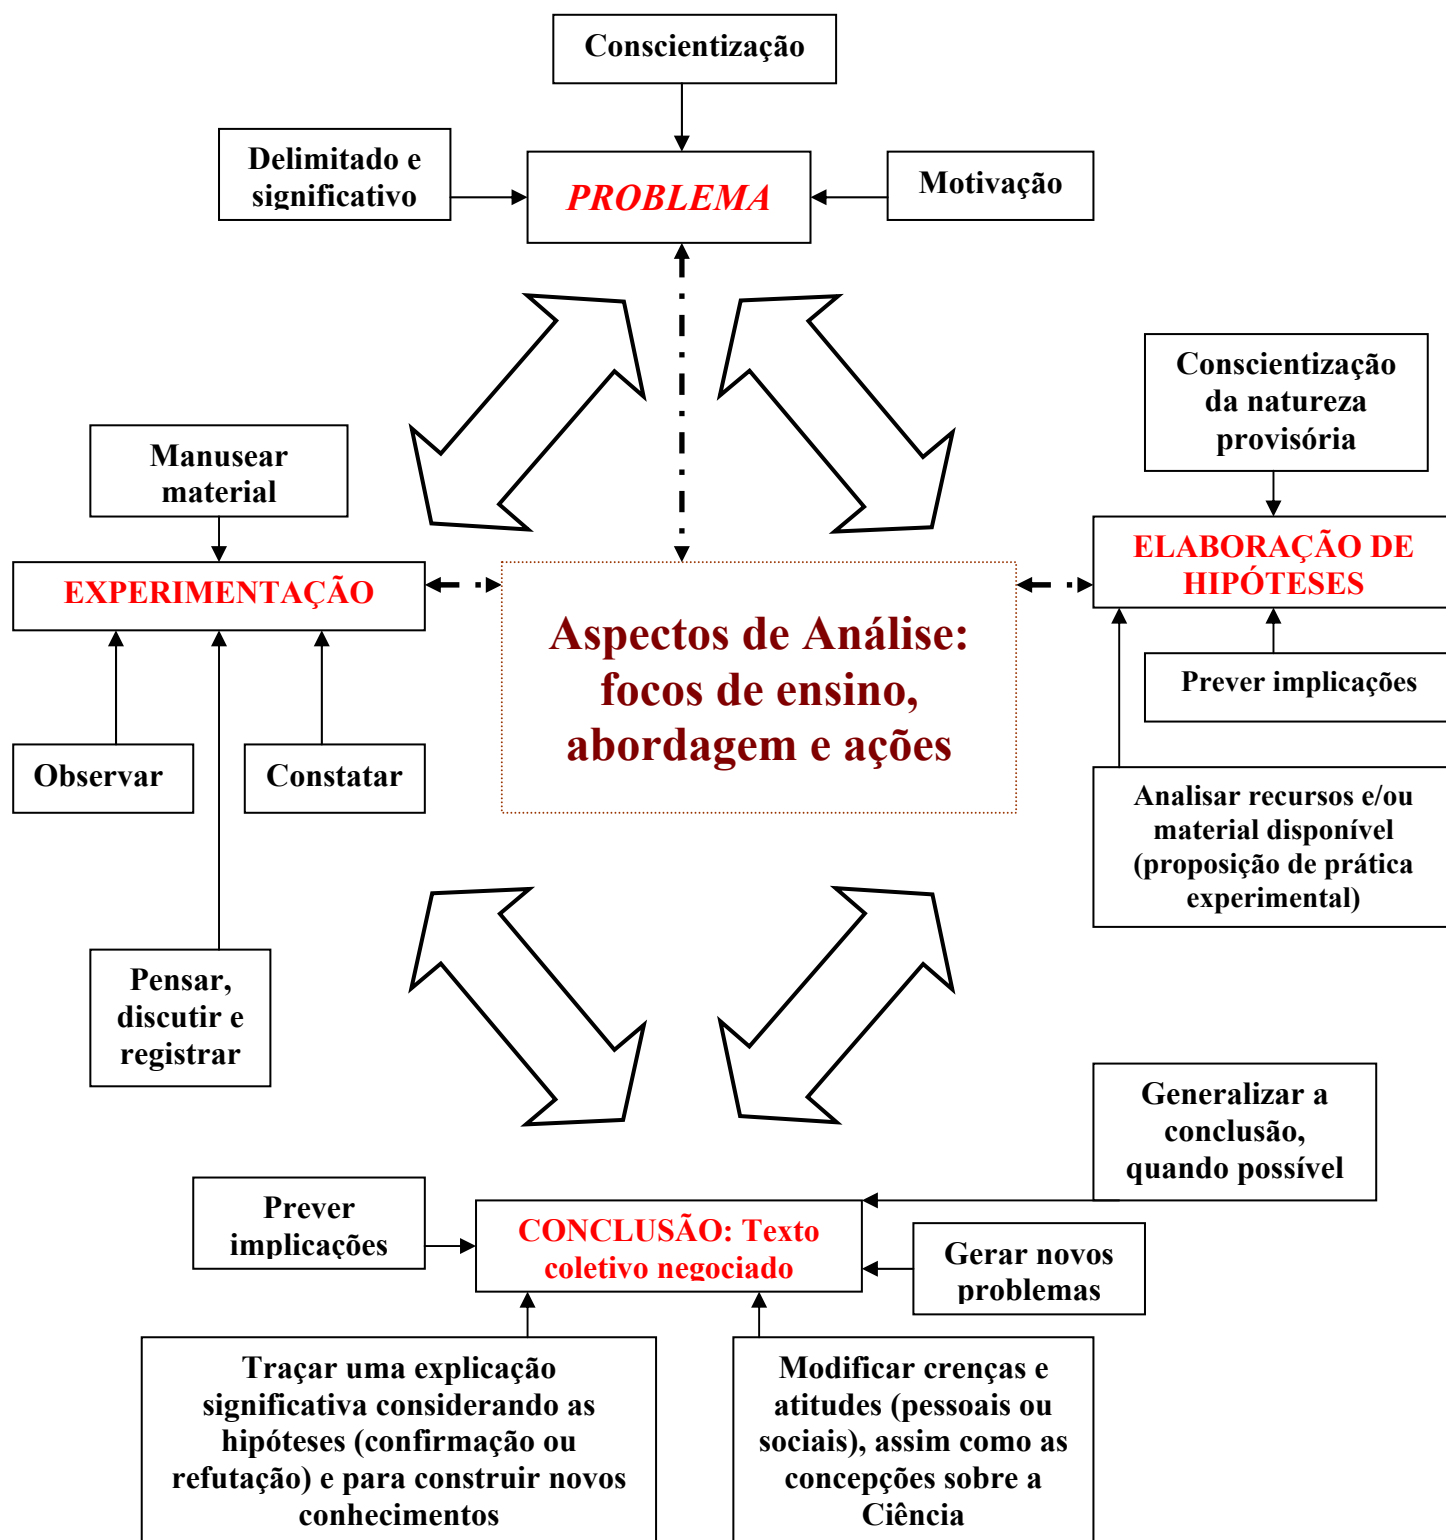 Conscientização
Delimitado e
significativo
PROBLEMA
Motivação
Conscientização
da natureza
provisória
Manusear
material
EXPERIMENTAÇÃO
ELABORAÇÃO DE
HIPÓTESES
Aspectos de Análise:
focos de ensino,
abordagem e ações
Prever implicações
Observar
Constatar
Analisar recursos e/ou
material disponível
(proposição de prática
experimental)
Pensar,
discutir e
registrar
Generalizar a
conclusão,
quando possível
Prever
implicações
CONCLUSÃO: Texto
coletivo negociado
Gerar novos
problemas
Traçar uma explicação
significativa considerando as
hipóteses (confirmação ou
refutação) e para construir novos
conhecimentos
Modificar crenças e
atitudes (pessoais ou
sociais), assim como as
concepções sobre a
Ciência